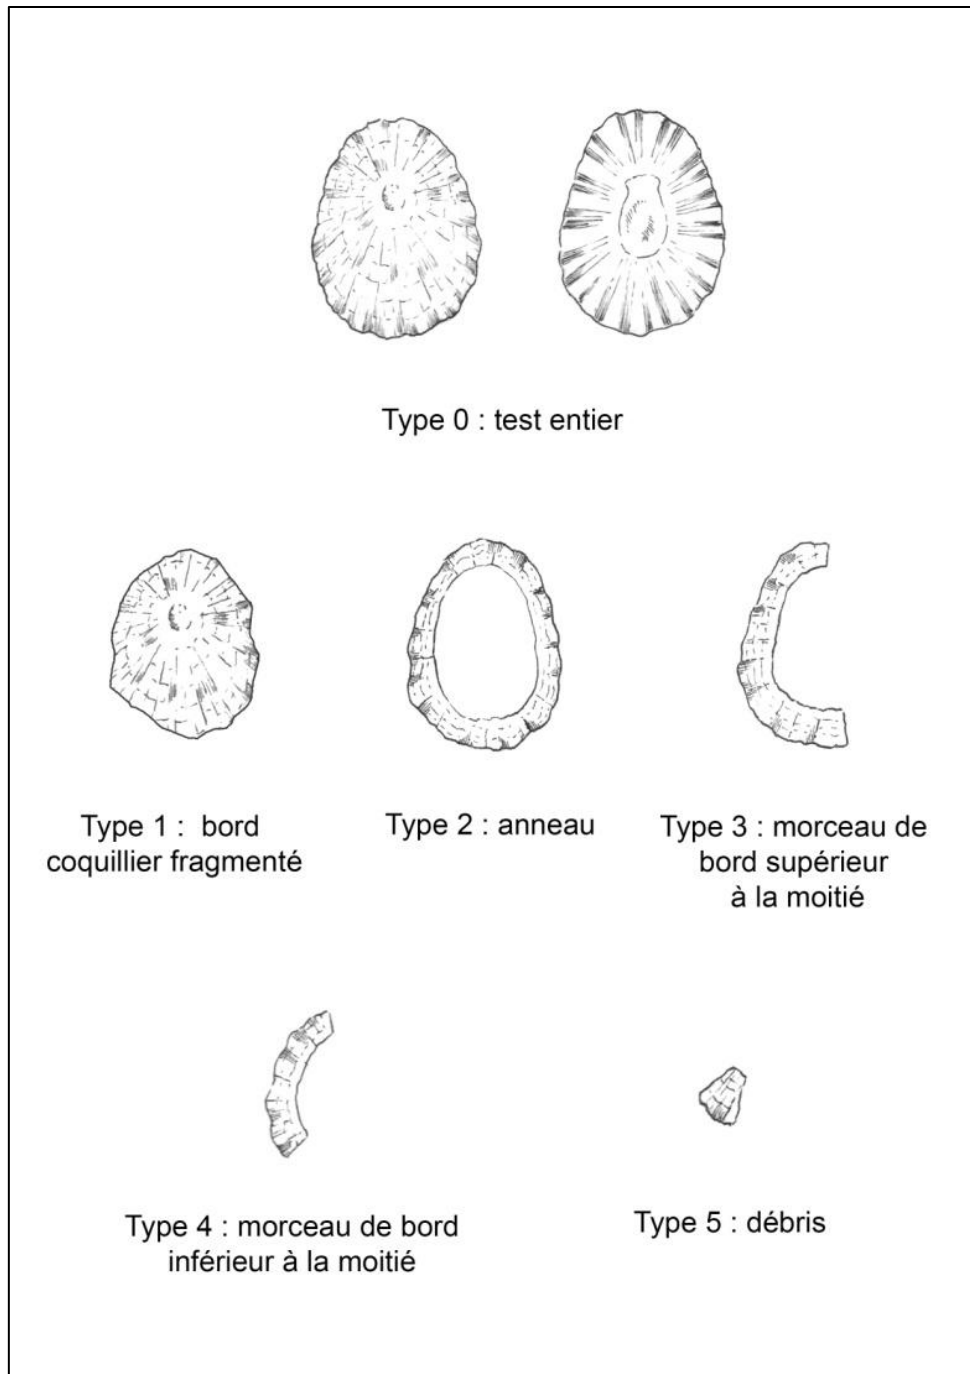 Type 0 : test entier
Type 1 : bord
coquillier fragmenté
Type 2 : anneau
Type 3 : morceau de
bord supérieur
à la moitié
Type 4 : morceau de bord
inférieur à la moitié
Type 5 : débris